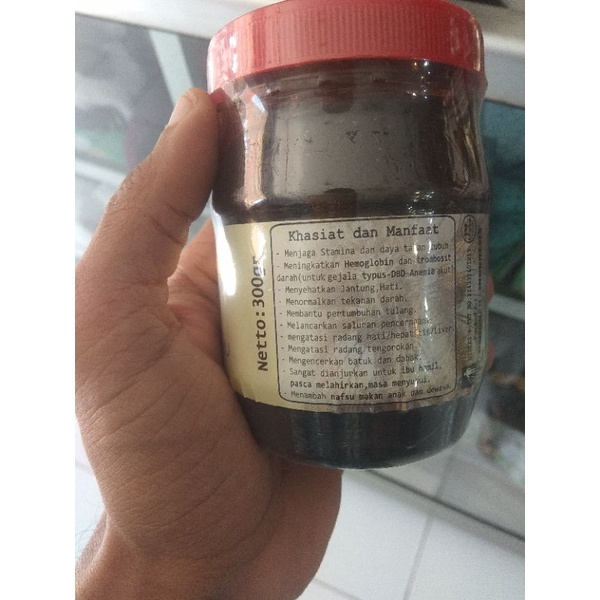 Khasiat dan Manfaat
- Menjaga Stamina dan daya tahan tubuh
- Meningkatkan Hemoglobin dan trombosit
darah(untuk gejala typus-DBD-Anemia akut)
- Menyehatkan Jantung,Hati.
- Menormalkan tekanan darah.
- Membantu pertumbuhan tulang.
- Melancarkan saluran pencernaan.
- mengatasi radang hati/hepatitis/liver.
- Mengatasi radang tenggorokan.
- Mengencerkan batuk dan dahak.
- Sangat dianjurkan untuk ibu hamil,
pasca melahirkan,masa menyusui.
- Menambah nafsu makan anak dan dewasa.
Netto:300gr